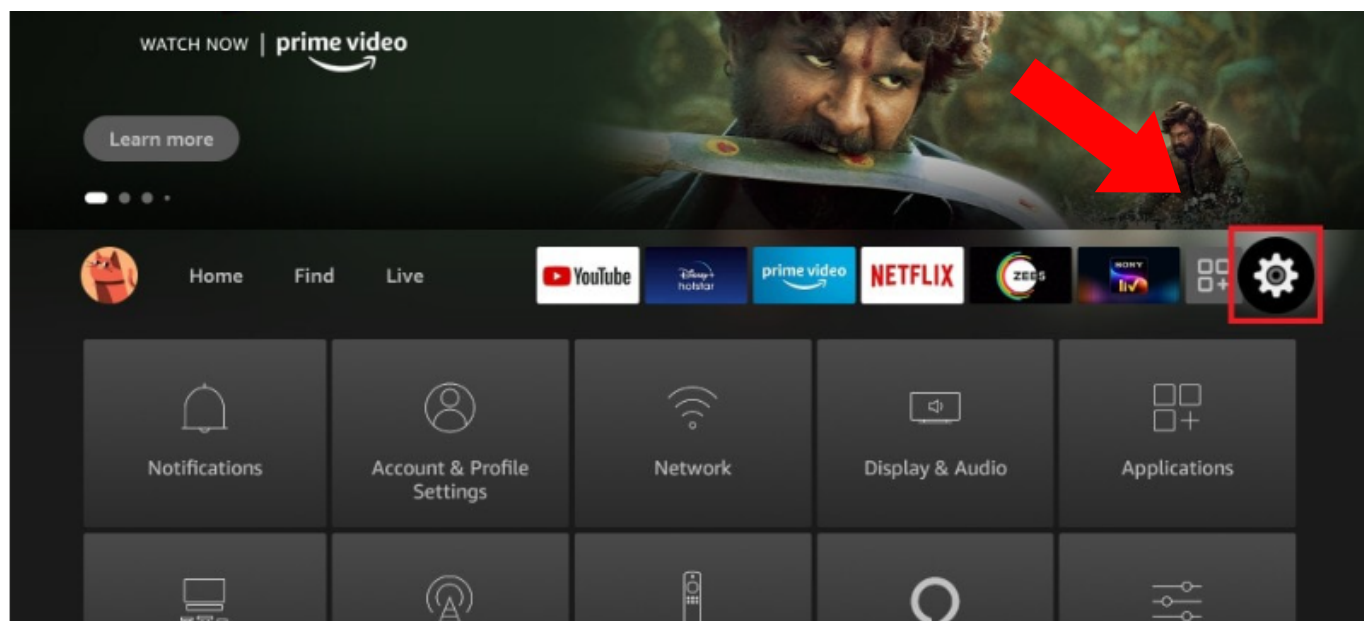 WATCH NOW | prime video
Learn more
Home Find Live YouTube Disney+ hotstar prime video NETFLIX ZEE5 SONY LIV
Notifications
Account & Profile Settings
Network
Display & Audio
Applications